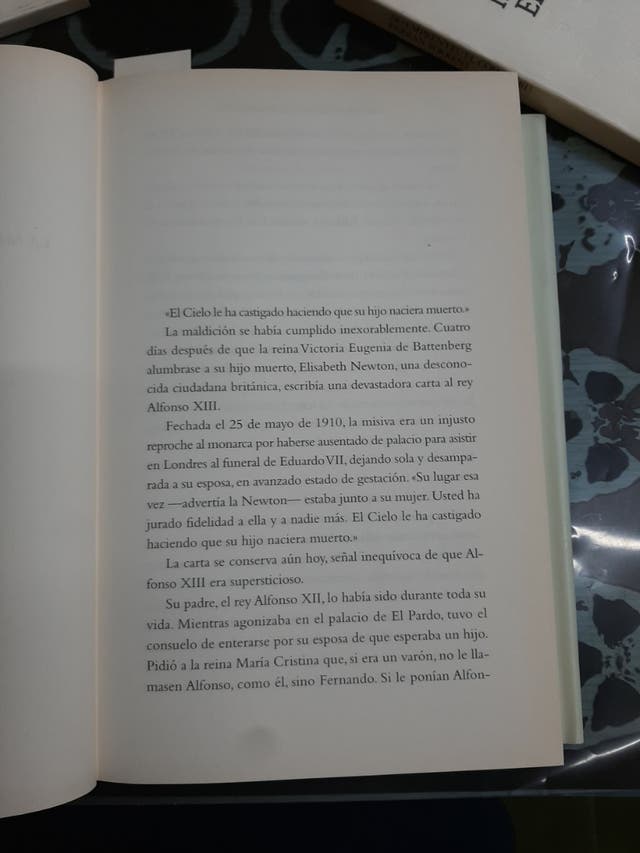 «El Cielo le ha castigado haciendo que su hijo naciera muerto.»
La maldición se había cumplido inexorablemente. Cuatro
días después de que la reina Victoria Eugenia de Battenberg
alumbrase a su hijo muerto, Elisabeth Newton, una descono-
cida ciudadana británica, escribía una devastadora carta al rey
Alfonso XIII.
Fechada el 25 de mayo de 1910, la misiva era un injusto
reproche al monarca por haberse ausentado de palacio para asistir
en Londres al funeral de Eduardo VII, dejando sola y desampa-
rada a su esposa, en avanzado estado de gestación. «Su lugar esa
vez —advertía la Newton— estaba junto a su mujer. Usted ha
jurado fidelidad a ella y a nadie más. El Cielo le ha castigado
haciendo que su hijo naciera muerto.»
La carta se conserva aún hoy, señal inequívoca de que Al-
fonso XIII era supersticioso.
Su padre, el rey Alfonso XII, lo había sido durante toda su
vida. Mientras agonizaba en el palacio de El Pardo, tuvo el
consuelo de enterarse por su esposa de que esperaba un hijo.
Pidió a la reina María Cristina que, si era un varón, no le lla-
masen Alfonso, como él, sino Fernando. Si le ponían Alfon-